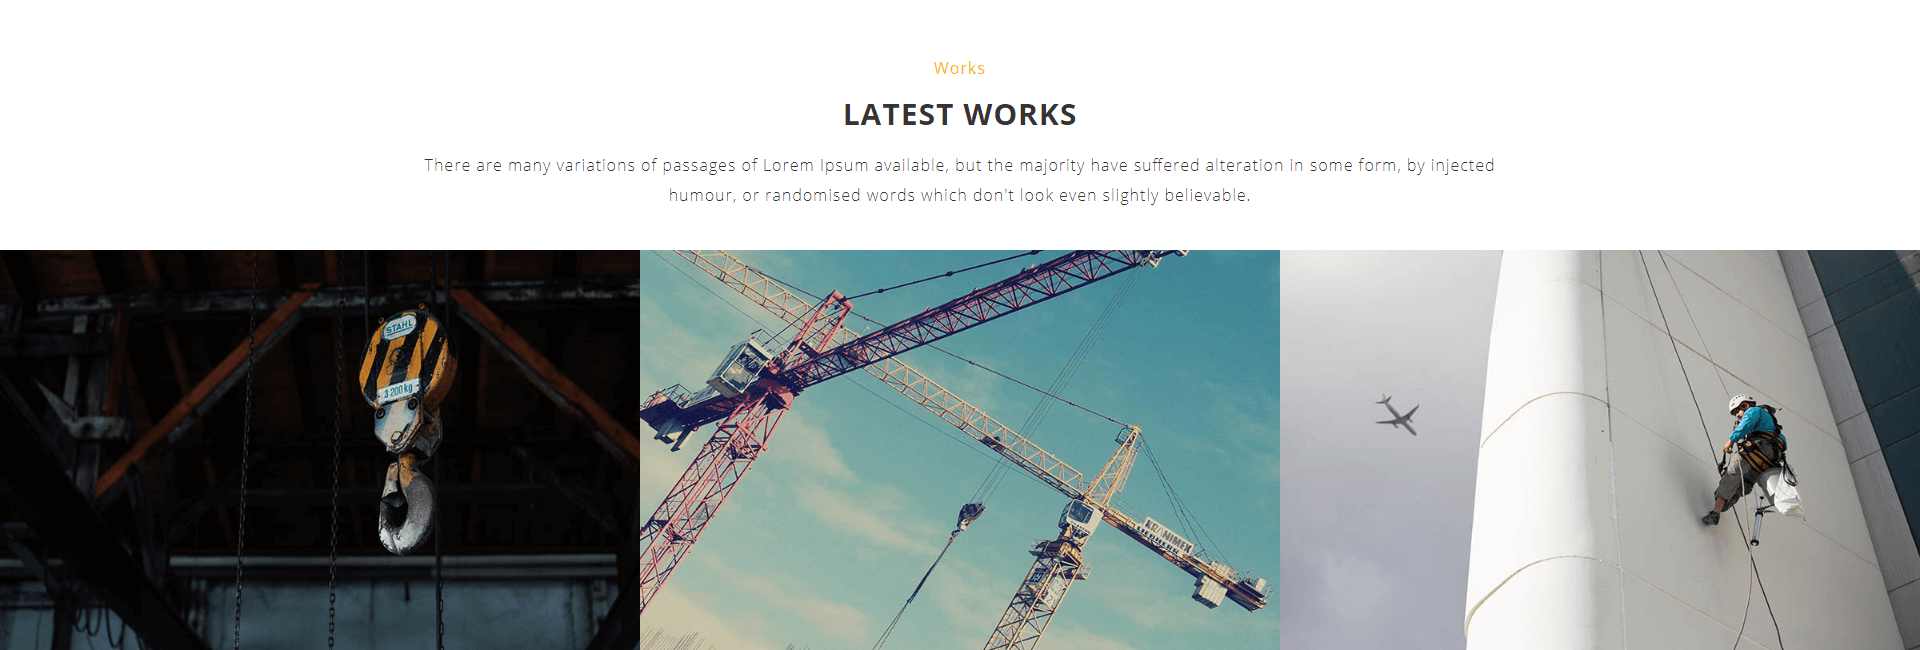 Works
LATEST WORKS
There are many variations of passages of Lorem Ipsum available, but the majority have suffered alteration in some form, by injected
humour, or randomised words which don't look even slightly believable.
STAHL
3 200 kg
KRANIMEX